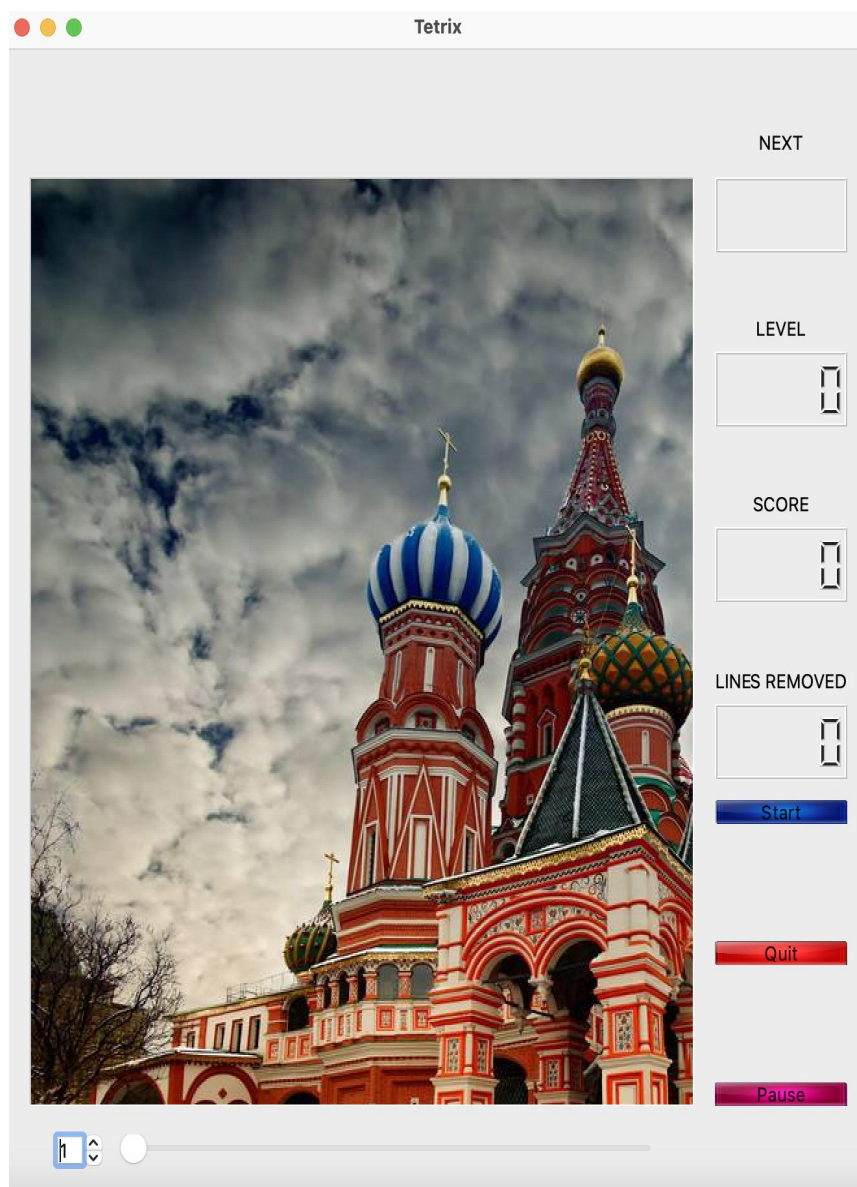 Tetrix
NEXT
LEVEL
0
SCORE
0
LINES REMOVED
0
Start
Quit
Pause
1